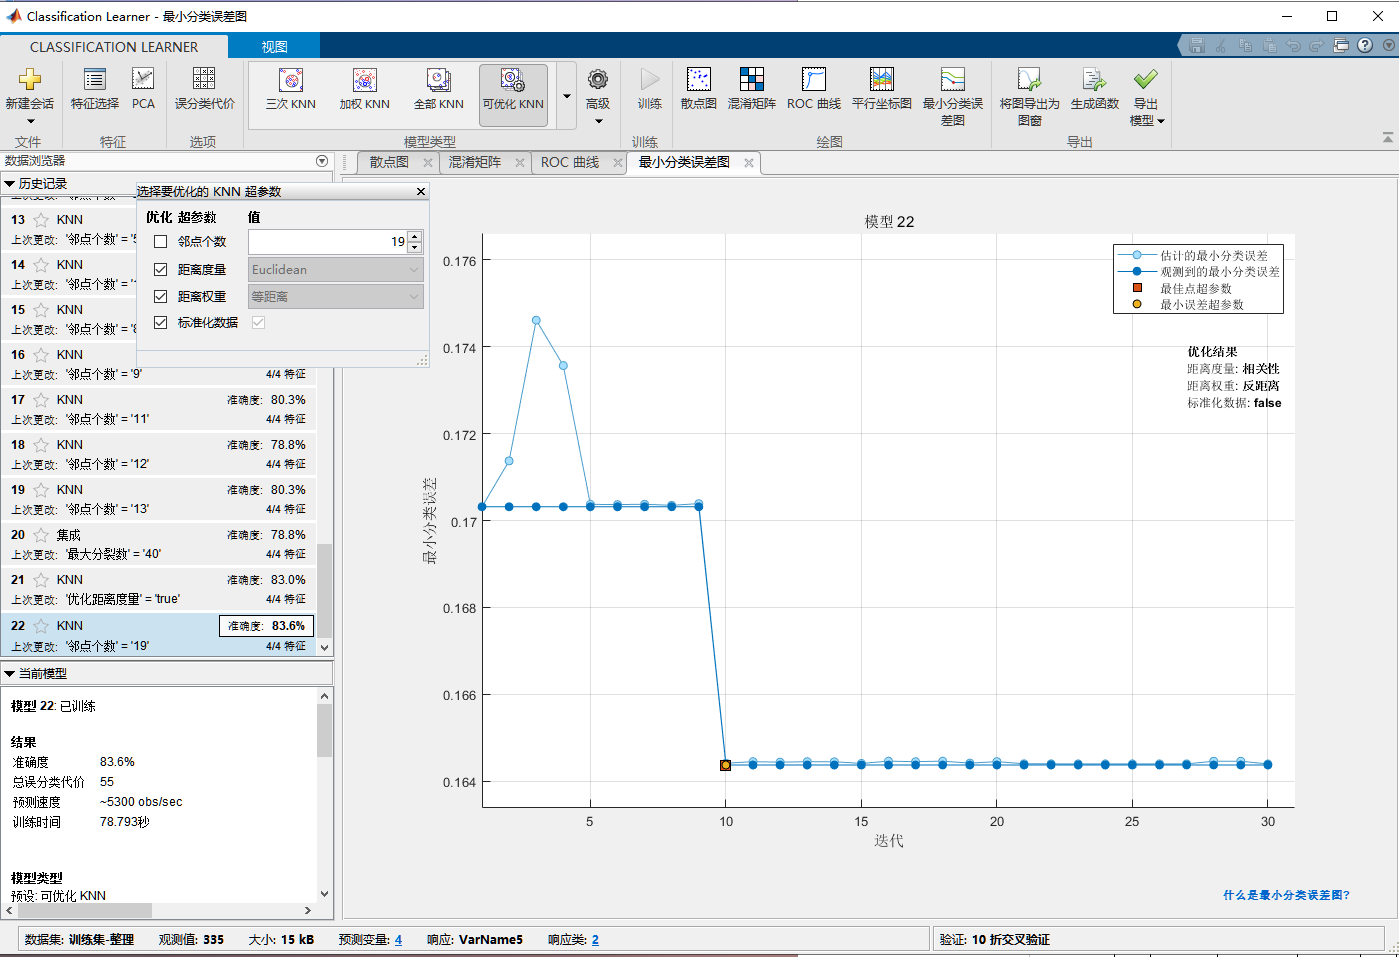 Classification Learner - 最小分类误差图
CLASSIFICATION LEARNER
视图
新建会话
特征选择
PCA
误分类代价
三次 KNN
加权 KNN
全部 KNN
可优化 KNN
高级
训练
散点图
混淆矩阵
ROC 曲线
平行坐标图
最小分类误
差图
将图导出为
图窗
生成函数
导出
模型
文件
特征
选项
模型类型
训练
绘图
导出
数据浏览器
历史记录
散点图
混淆矩阵
ROC 曲线
最小分类误差图
选择要优化的 KNN 超参数
优化 超参数 值
邻点个数 19
距离度量 Euclidean
距离权重 等距离
标准化数据
13 KNN
上次更改: '邻点个数' = '5
14 KNN
上次更改: '邻点个数' = '
15 KNN
上次更改: '邻点个数' = '8
16 KNN
上次更改: '邻点个数' = '9' 4/4 特征
17 KNN 准确度: 80.3%
上次更改: '邻点个数' = '11' 4/4 特征
18 KNN 准确度: 78.8%
上次更改: '邻点个数' = '12' 4/4 特征
19 KNN 准确度: 80.3%
上次更改: '邻点个数' = '13' 4/4 特征
20 集成 准确度: 78.8%
上次更改: '最大分裂数' = '40' 4/4 特征
21 KNN 准确度: 83.0%
上次更改: '优化距离度量' = 'true' 4/4 特征
22 KNN 准确度: 83.6%
上次更改: '邻点个数' = '19' 4/4 特征
当前模型
模型 22: 已训练
结果
准确度 83.6%
总误分类代价 55
预测速度 ~5300 obs/sec
训练时间 78.793秒
模型类型
预设: 可优化 KNN
模型 22
0.176
0.174
0.172
0.17
0.168
0.166
0.164
最小分类误差
5 10 15 20 25 30
迭代
估计的最小分类误差
观测到的最小分类误差
最佳点超参数
最小误差超参数
优化结果
距离度量: 相关性
距离权重: 反距离
标准化数据: false
什么是最小分类误差图?
数据集: 训练集-整理 观测值: 335 大小: 15 kB 预测变量: 4 响应: VarName5 响应类: 2
验证: 10 折交叉验证